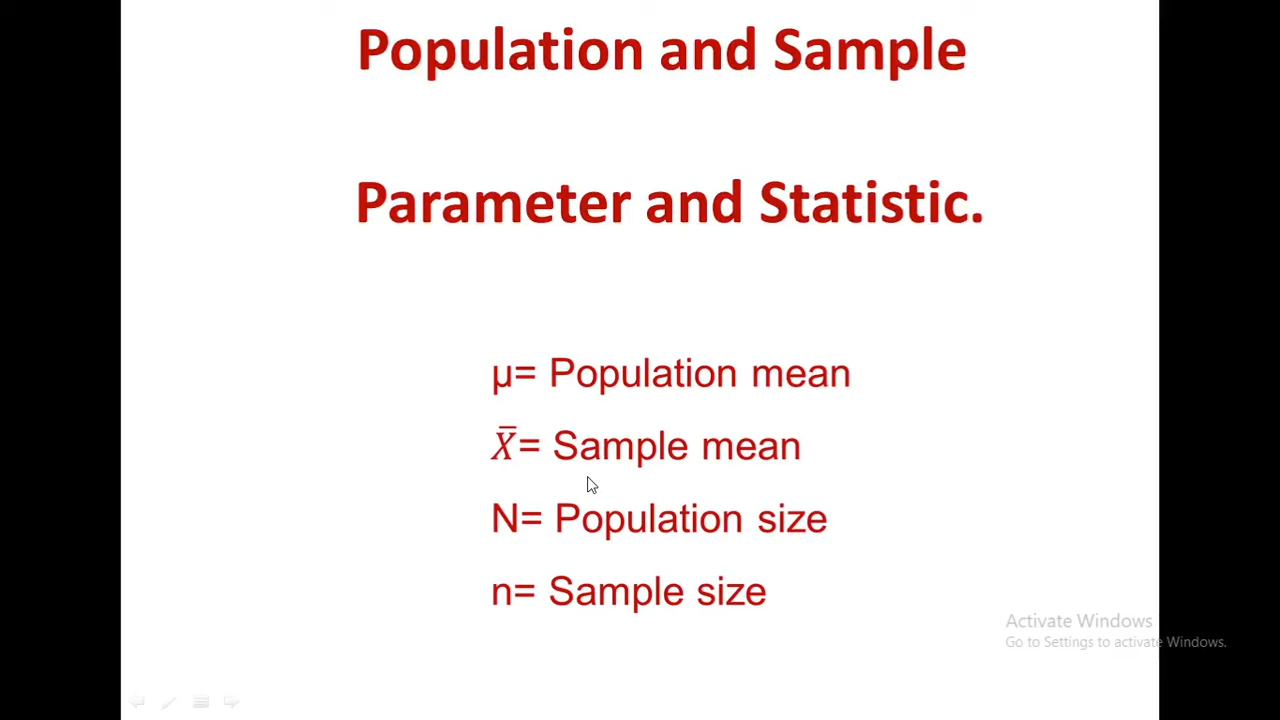 Population and Sample
Parameter and Statistic.
µ= Population mean
X̄= Sample mean
N= Population size
n= Sample size
Activate Windows
Go to Settings to activate Windows.